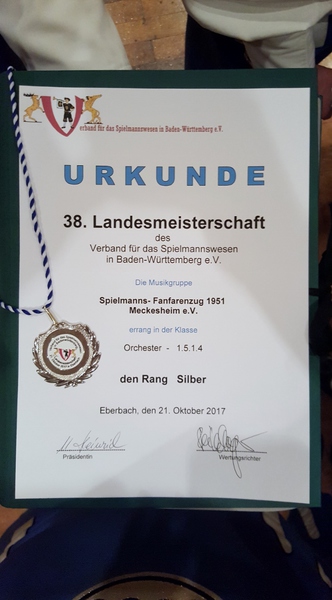 verband für das Spielmannswesen in Baden-Württemberg e.V.
URKUNDE
38. Landesmeisterschaft
des
Verband für das Spielmannswesen
in Baden-Württemberg e.V.
Die Musikgruppe
Spielmanns- Fanfarenzug 1951
Meckesheim e.V.
errang in der Klasse
Orchester - 1.5.1.4
den Rang Silber
Eberbach, den 21. Oktober 2017
Präsidentin
Wertungsrichter